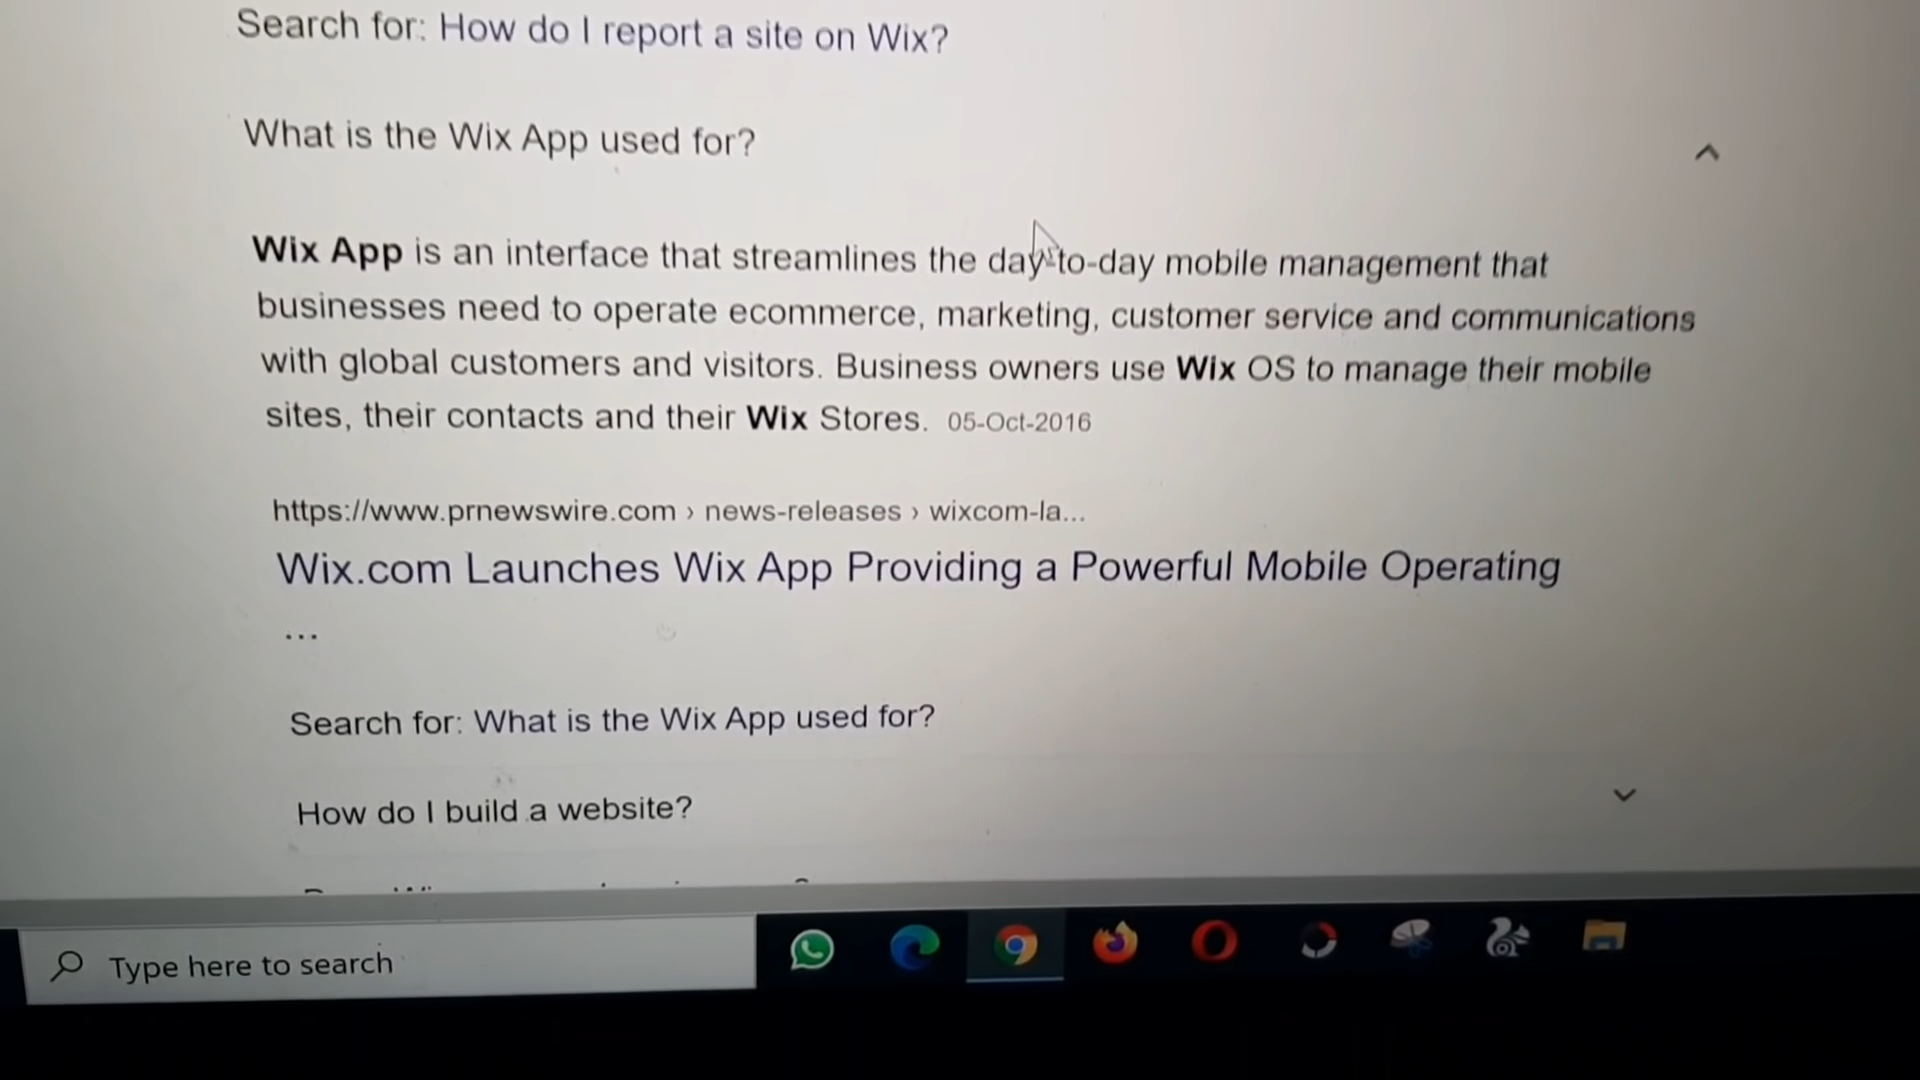 Search for: How do I report a site on Wix?
What is the Wix App used for?
Wix App is an interface that streamlines the day-to-day mobile management that
businesses need to operate ecommerce, marketing, customer service and communications
with global customers and visitors. Business owners use Wix OS to manage their mobile
sites, their contacts and their Wix Stores. 05-Oct-2016
https://www.prnewswire.com › news-releases › wixcom-la...
Wix.com Launches Wix App Providing a Powerful Mobile Operating
...
Search for: What is the Wix App used for?
How do I build a website?
Type here to search